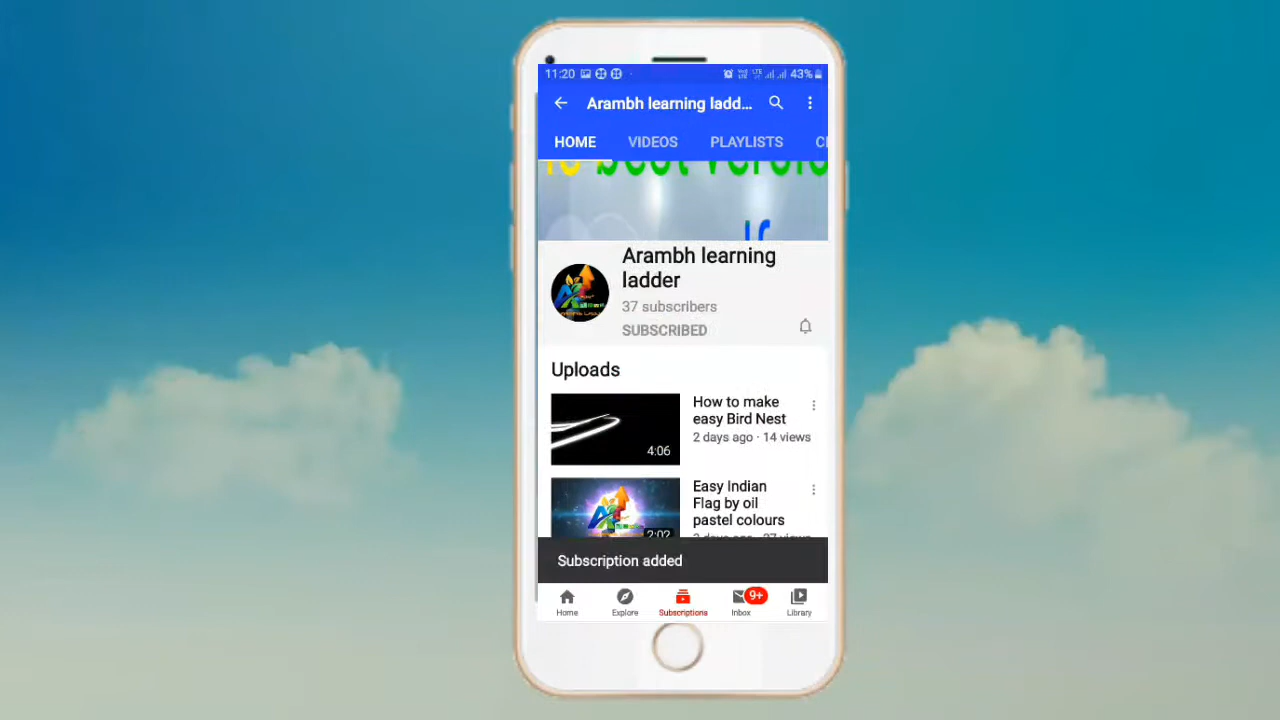 11:20
43%
Arambh learning ladd...
HOME VIDEOS PLAYLISTS
Arambh learning
ladder
37 subscribers
SUBSCRIBED
Uploads
How to make
easy Bird Nest
2 days ago · 14 views
4:06
Easy Indian
Flag by oil
pastel colours
2:02
Subscription added
9+
Home Explore Subscriptions Inbox Library